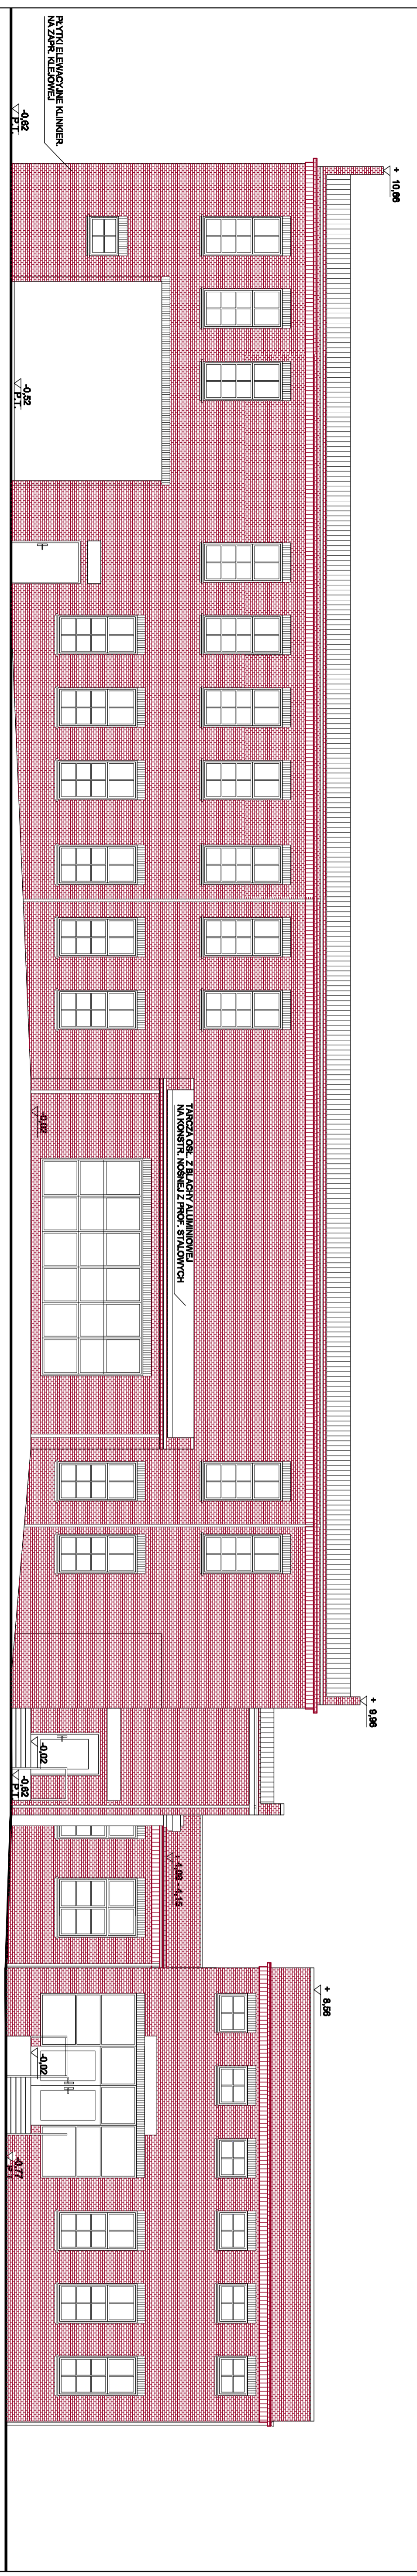 PŁYTKI ELEWACYJNE KLINKIER.
NA ZAPR. KLEJOWEJ
-0,62
P.T.
+ 10,66
-0,52
P.T.
-0,02
TARCZA OSŁ. Z BLACHY ALUMINIOWEJ
NA KONSTR. NOŚNEJ Z PROF. STALOWYCH
+ 9,96
-0,02
-0,62
P.T.
+ 4,08 - 4,15
+ 8,56
-0,02
-0,77
P.T.